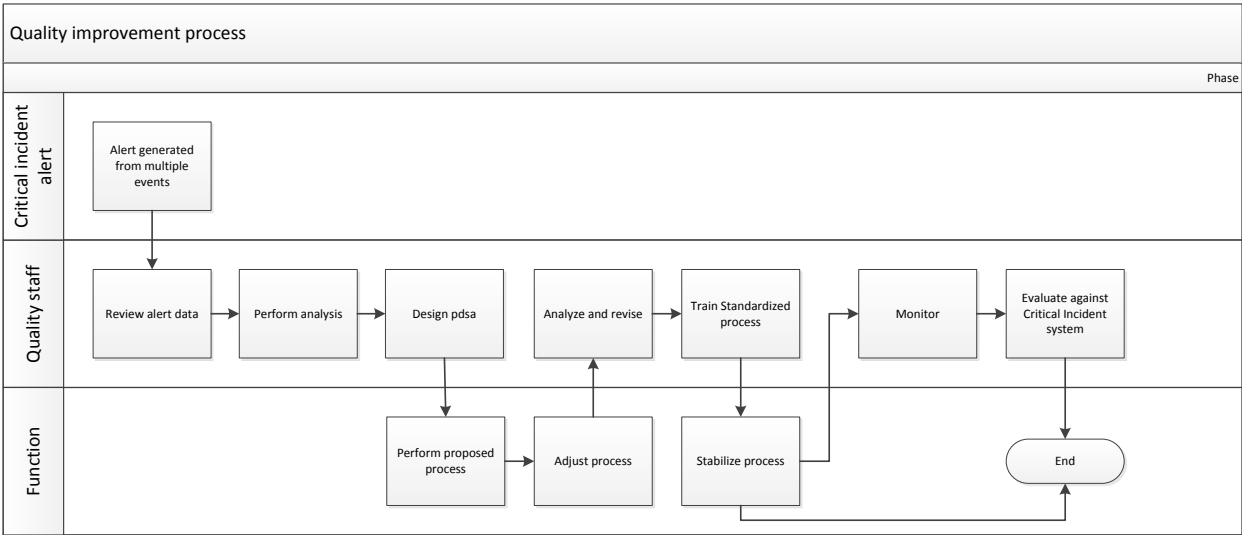 Quality improvement process
Phase
Critical incident
alert
Alert generated
from multiple
events
Quality staff
Review alert data
Perform analysis
Design pdsa
Analyze and revise
Train Standardized
process
Monitor
Evaluate against
Critical Incident
system
Function
Perform proposed
process
Adjust process
Stabilize process
End